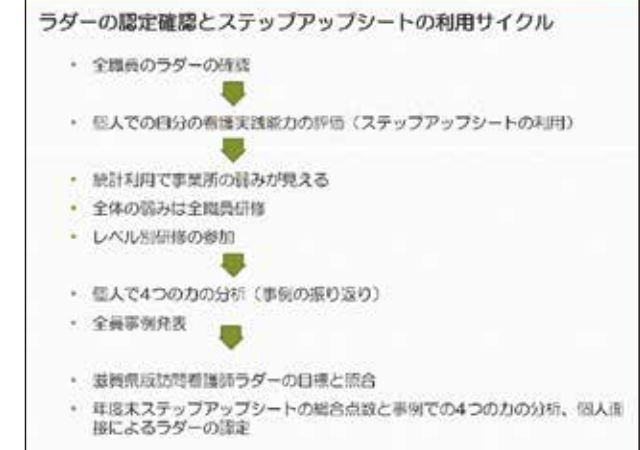 ラダーの認定確認とステップアップシートの利用サイクル
・ 全職員のラダーの確認
・ 個人での自分の看護実践能力の評価（ステップアップシートの利用）
・ 統計利用で事業所の弱みが見える
・ 全体の弱みは全職員研修
・ レベル別研修の参加
・ 個人で4つの力の分析（事例の振り返り）
・ 全員事例発表
・ 滋賀県版訪問看護師ラダーの目標と照合
・ 年度末ステップアップシートの総合点数と事例での4つの力の分析、個人面
接によるラダーの認定